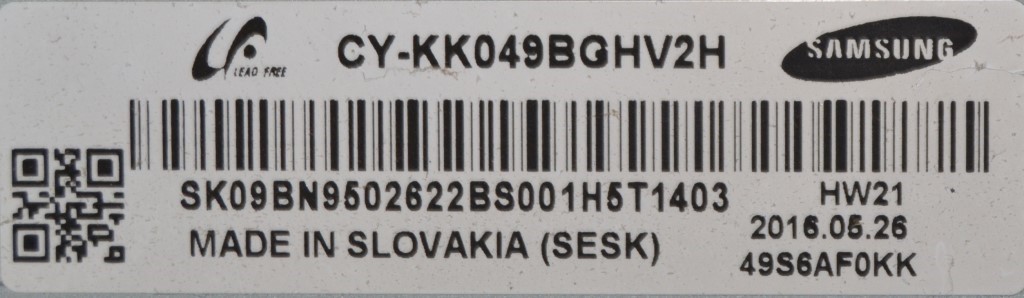 LEAD FREE
CY-KK049BGHV2H
SAMSUNG
SK09BN9502622BS001H5T1403
HW21
MADE IN SLOVAKIA (SESK)
2016.05.26
49S6AF0KK